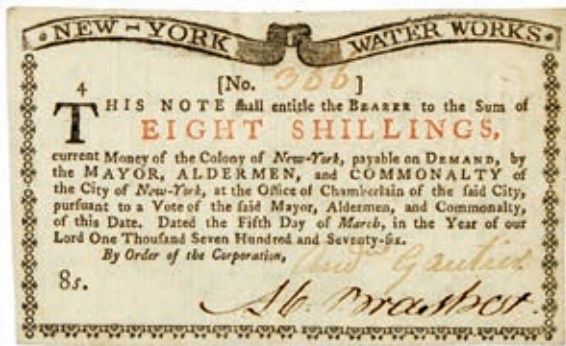 NEW-YORK WATER WORKS
4
[No. 386]
THIS NOTE ſhall entitle the BEARER to the Sum of
EIGHT SHILLINGS,
current Money of the Colony of New-York, payable on DEMAND, by
the MAYOR, ALDERMEN, and COMMONALTY of
the City of New-York, at the Office of Chamberlain of the ſaid City,
purſuant to a Vote of the ſaid Mayor, Aldermen, and Commonalty,
of this Date. Dated the Fifth Day of March, in the Year of our
Lord One Thouſand Seven Hundred and Seventy-ſix.
By Order of the Corporation,
And Gautier
8s.
Ab. Brasher.